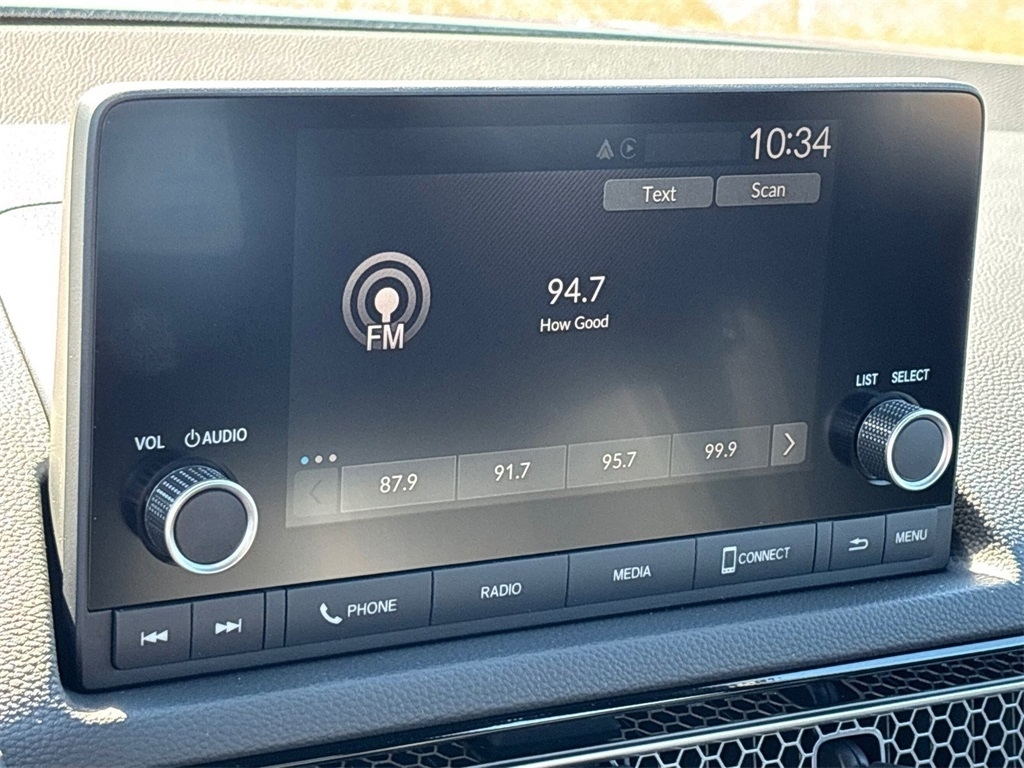 10:34
Text Scan
94.7
How Good
FM
LIST SELECT
VOL AUDIO
87.9 91.7 95.7 99.9
PHONE RADIO MEDIA CONNECT MENU